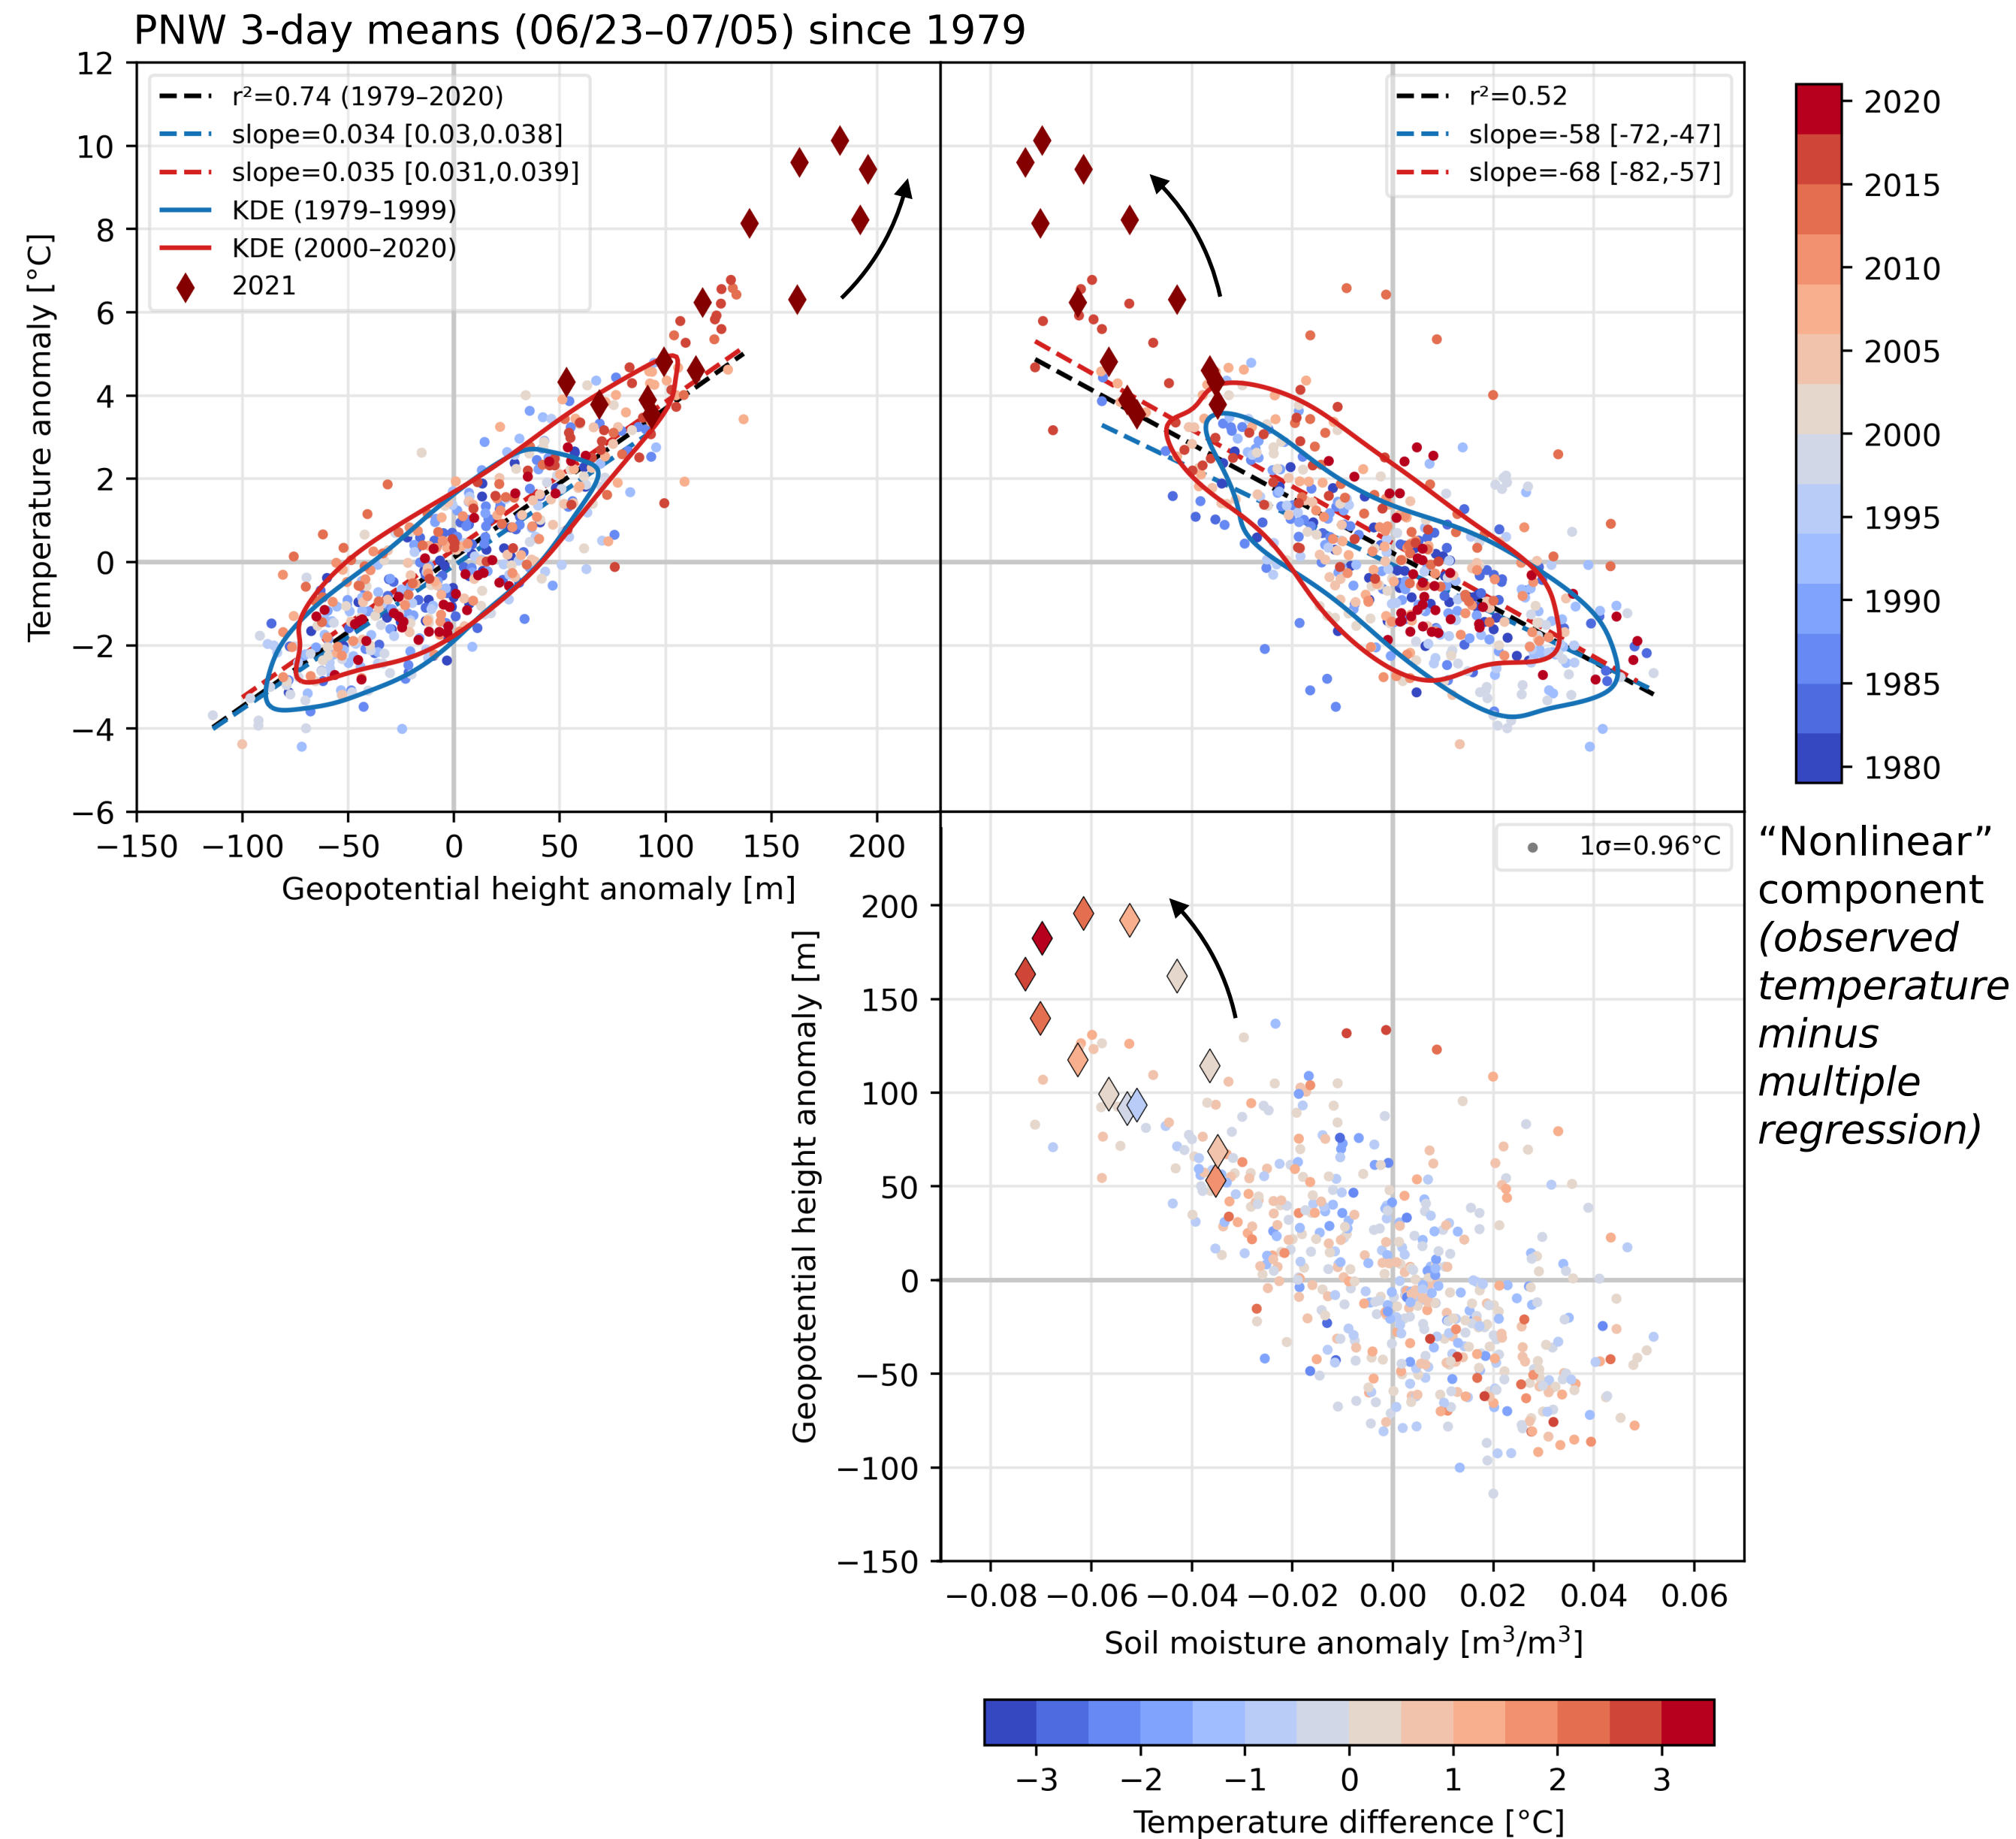 PNW 3-day means (06/23–07/05) since 1979
12
10
8
6
4
2
0
−2
−4
−6
Temperature anomaly [°C]
r²=0.74 (1979–2020)
slope=0.034 [0.03,0.038]
slope=0.035 [0.031,0.039]
KDE (1979–1999)
KDE (2000–2020)
2021
−150 −100 −50 0 50 100 150 200
Geopotential height anomaly [m]
r²=0.52
slope=-58 [-72,-47]
slope=-68 [-82,-57]
2020
2015
2010
2005
2000
1995
1990
1985
1980
1σ=0.96°C
“Nonlinear”
component
(observed
temperature
minus
multiple
regression)
200
150
100
50
0
−50
−100
−150
Geopotential height anomaly [m]
−0.08 −0.06 −0.04 −0.02 0.00 0.02 0.04 0.06
Soil moisture anomaly [m³/m³]
−3 −2 −1 0 1 2 3
Temperature difference [°C]